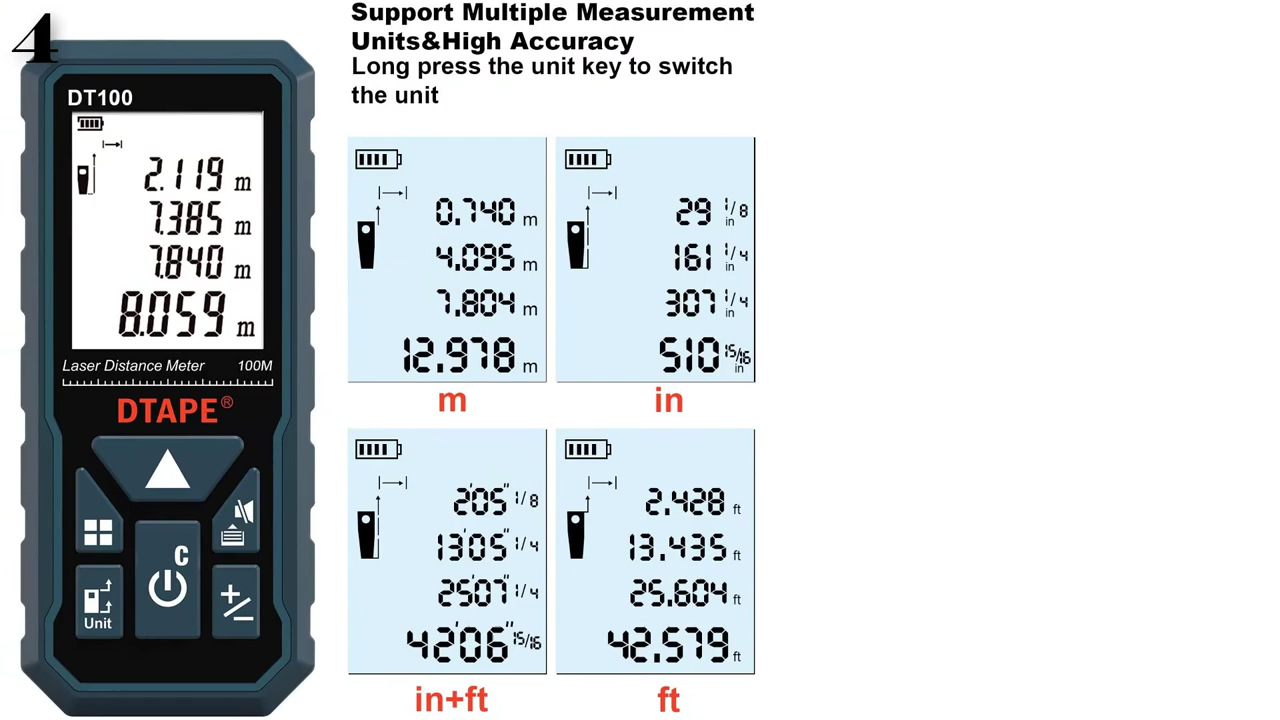 4
Support Multiple Measurement
Units&High Accuracy
Long press the unit key to switch
the unit
DT100
2.119 m
7.385 m
7.840 m
8.059 m
Laser Distance Meter 100M
DTAPE®
C
Unit
+/-
0.740 m
4.095 m
7.804 m
12.978 m
m
29 1/8 in
161 1/4 in
307 1/4 in
510 15/16 in
in
2'05" 1/8
13'05" 1/4
25'07" 1/4
42'06" 15/16
in+ft
2.428 ft
13.435 ft
25.604 ft
42.579 ft
ft